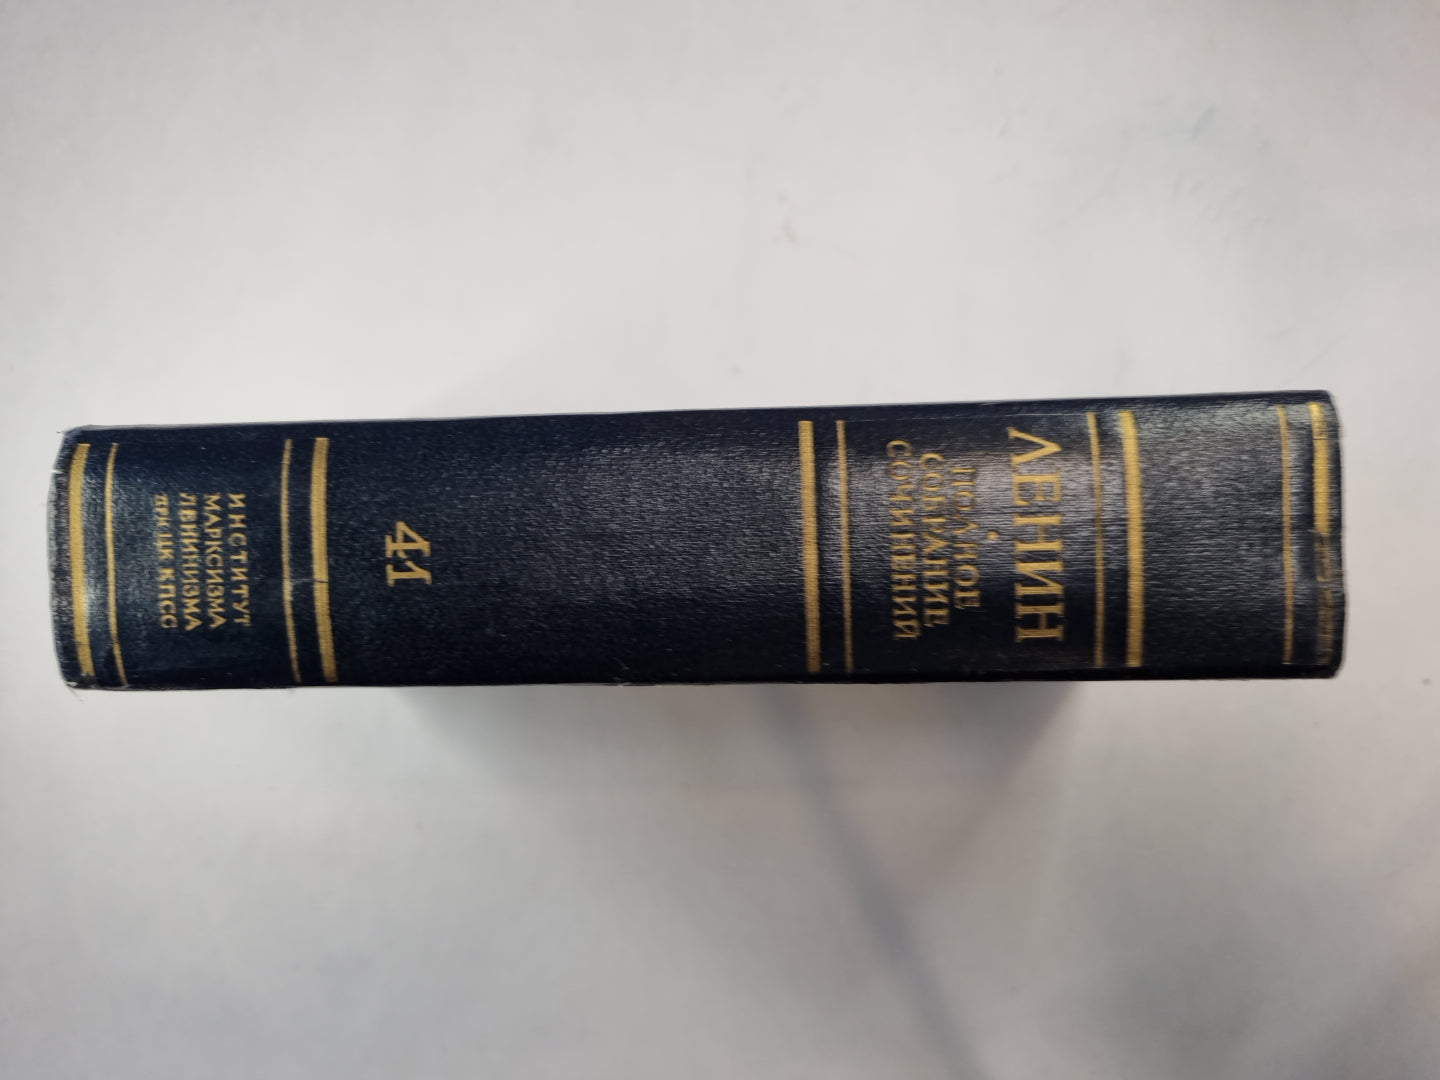 ЛЕНИН
ПОЛНОЕ
СОБРАНИЕ
СОЧИНЕНИЙ
41
ИНСТИТУТ
МАРКСИЗМА
ЛЕНИНИЗМА
ПРИ ЦК КПСС